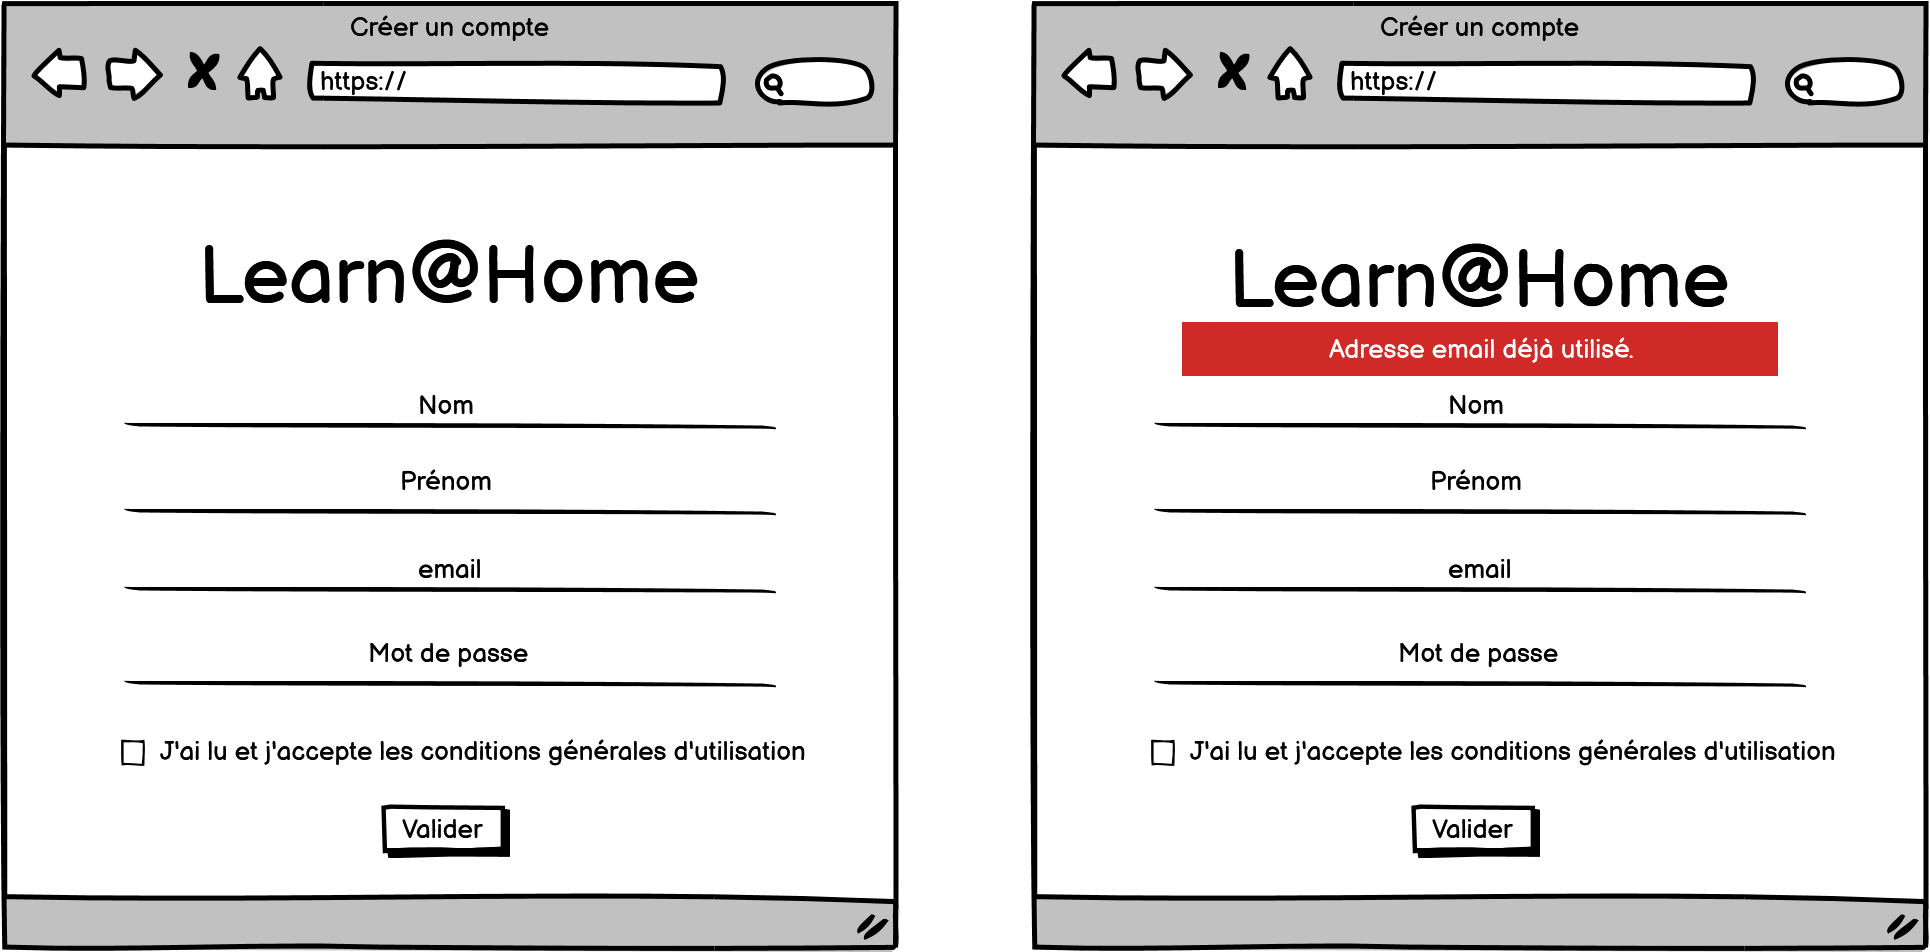 Créer un compte
https://
Learn@Home
Nom
Prénom
email
Mot de passe
J'ai lu et j'accepte les conditions générales d'utilisation
Valider
Créer un compte
https://
Learn@Home
Adresse email déjà utilisé.
Nom
Prénom
email
Mot de passe
J'ai lu et j'accepte les conditions générales d'utilisation
Valider